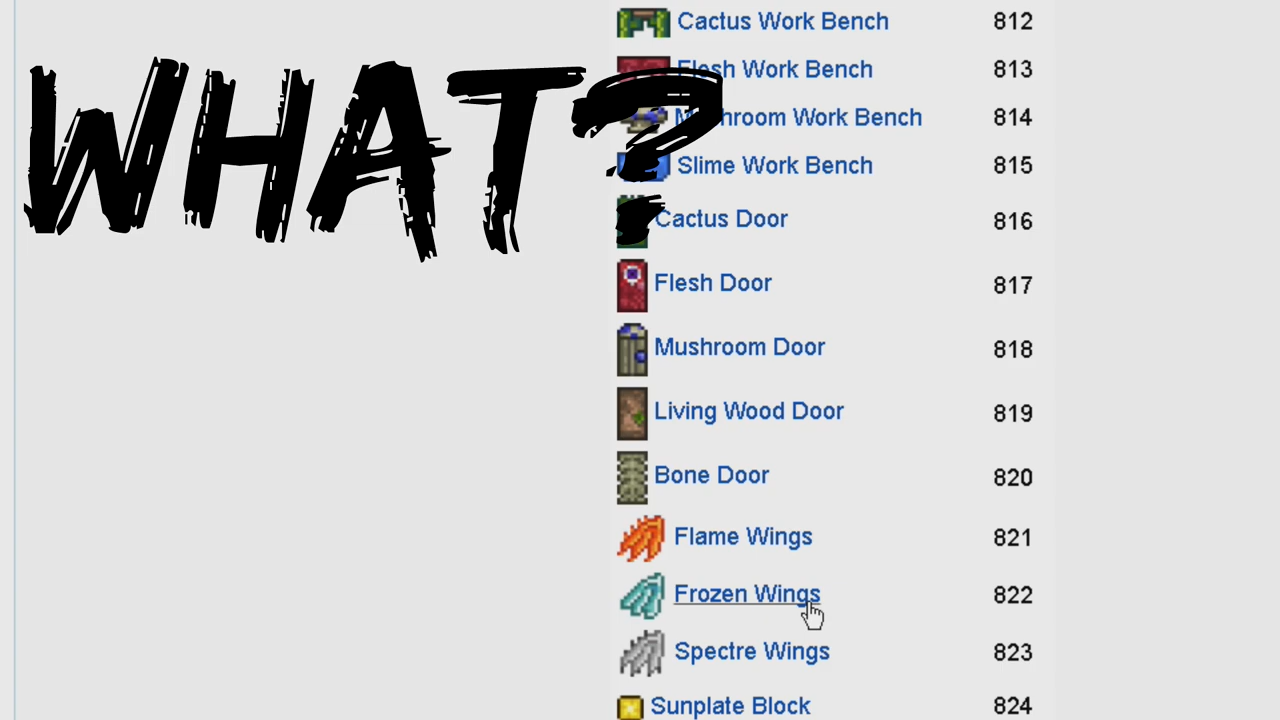 WHAT?
Cactus Work Bench 812
Flesh Work Bench 813
Mushroom Work Bench 814
Slime Work Bench 815
Cactus Door 816
Flesh Door 817
Mushroom Door 818
Living Wood Door 819
Bone Door 820
Flame Wings 821
Frozen Wings 822
Spectre Wings 823
Sunplate Block 824